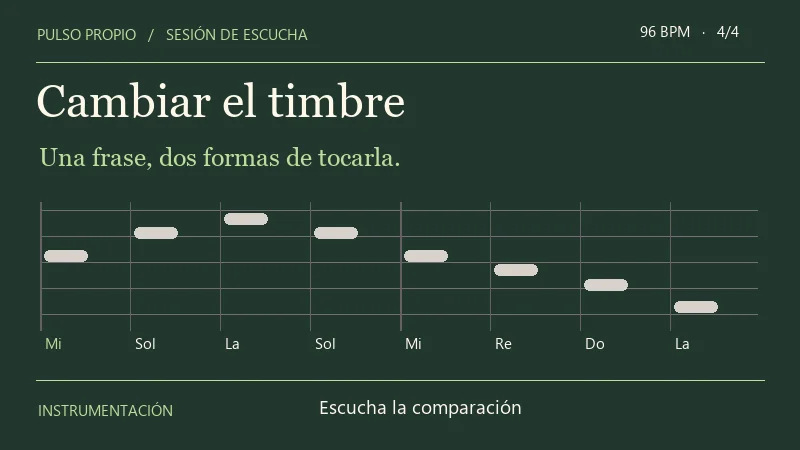 PULSO PROPIO / SESIÓN DE ESCUCHA
96 BPM · 4/4
Cambiar el timbre
Una frase, dos formas de tocarla.
Mi Sol La Sol Mi Re Do La
INSTRUMENTACIÓN
Escucha la comparación